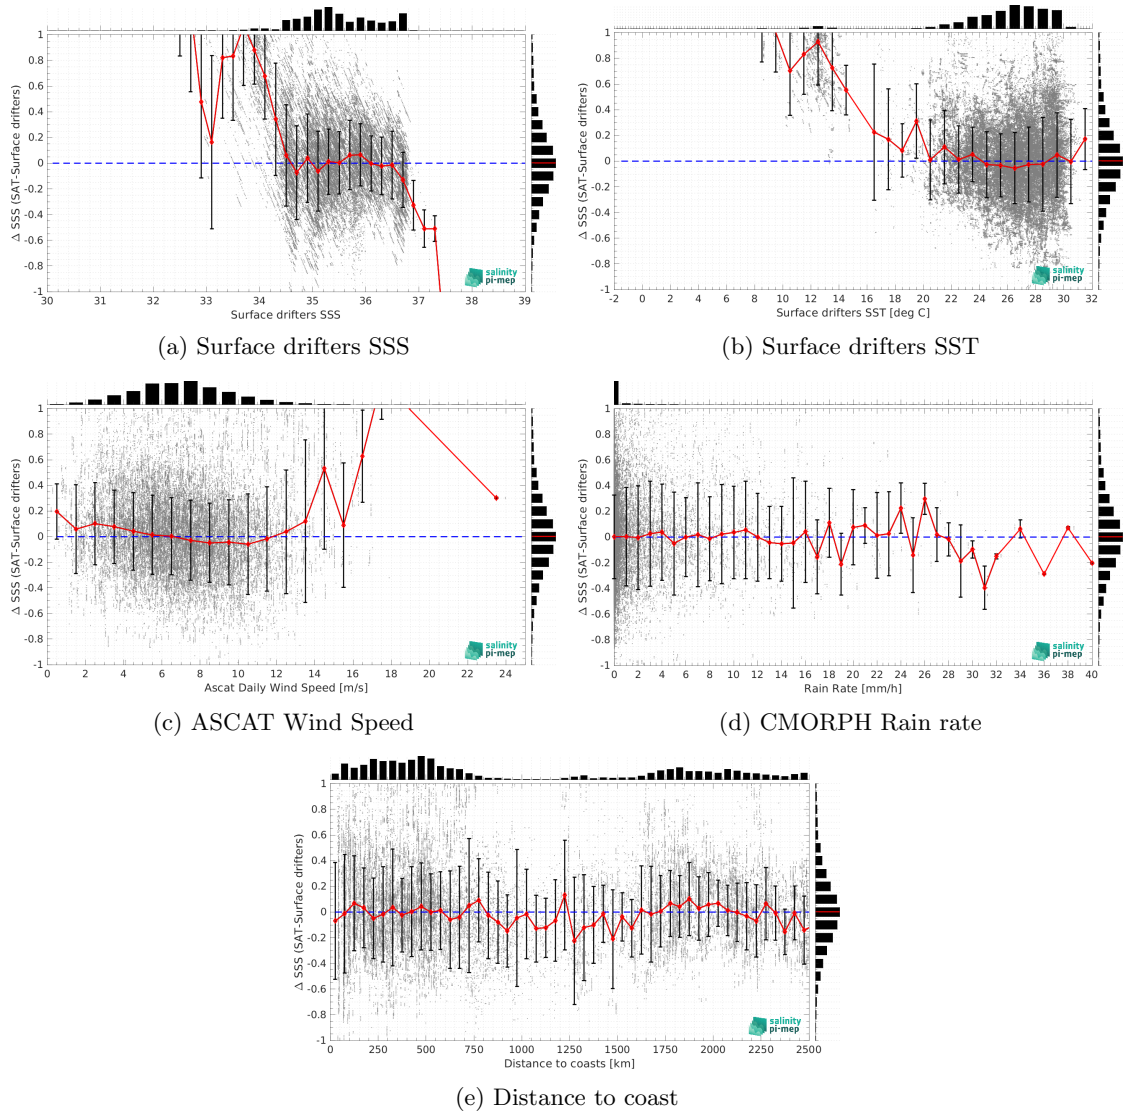 1
0.8
0.6
0.4
0.2
0
-0.2
-0.4
-0.6
-0.8
-1
Δ SSS (SAT-Surface drifters)
30 31 32 33 34 35 36 37 38 39
Surface drifters SSS
salinity
pi-mep
(a) Surface drifters SSS
1
0.8
0.6
0.4
0.2
0
-0.2
-0.4
-0.6
-0.8
-1
Δ SSS (SAT-Surface drifters)
-2 0 2 4 6 8 10 12 14 16 18 20 22 24 26 28 30 32
Surface drifters SST [deg C]
salinity
pi-mep
(b) Surface drifters SST
1
0.8
0.6
0.4
0.2
0
-0.2
-0.4
-0.6
-0.8
-1
Δ SSS (SAT-Surface drifters)
0 2 4 6 8 10 12 14 16 18 20 22 24
Ascat Daily Wind Speed [m/s]
salinity
pi-mep
(c) ASCAT Wind Speed
1
0.8
0.6
0.4
0.2
0
-0.2
-0.4
-0.6
-0.8
-1
Δ SSS (SAT-Surface drifters)
0 2 4 6 8 10 12 14 16 18 20 22 24 26 28 30 32 34 36 38 40
Rain Rate [mm/h]
salinity
pi-mep
(d) CMORPH Rain rate
1
0.8
0.6
0.4
0.2
0
-0.2
-0.4
-0.6
-0.8
-1
Δ SSS (SAT-Surface drifters)
0 250 500 750 1000 1250 1500 1750 2000 2250 2500
Distance to coasts [km]
salinity
pi-mep
(e) Distance to coast